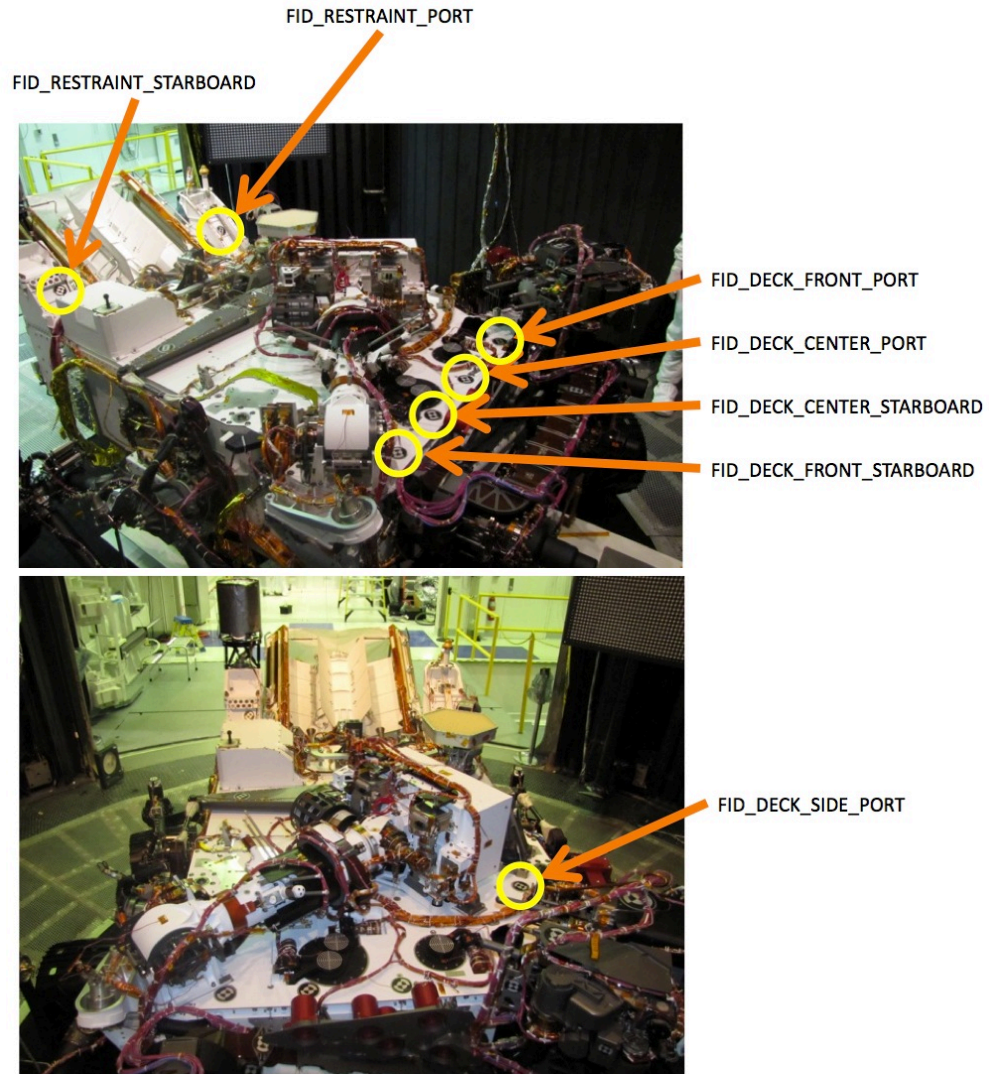 FID_RESTRAINT_PORT
FID_RESTRAINT_STARBOARD
FID_DECK_FRONT_PORT
FID_DECK_CENTER_PORT
FID_DECK_CENTER_STARBOARD
FID_DECK_FRONT_STARBOARD
FID_DECK_SIDE_PORT